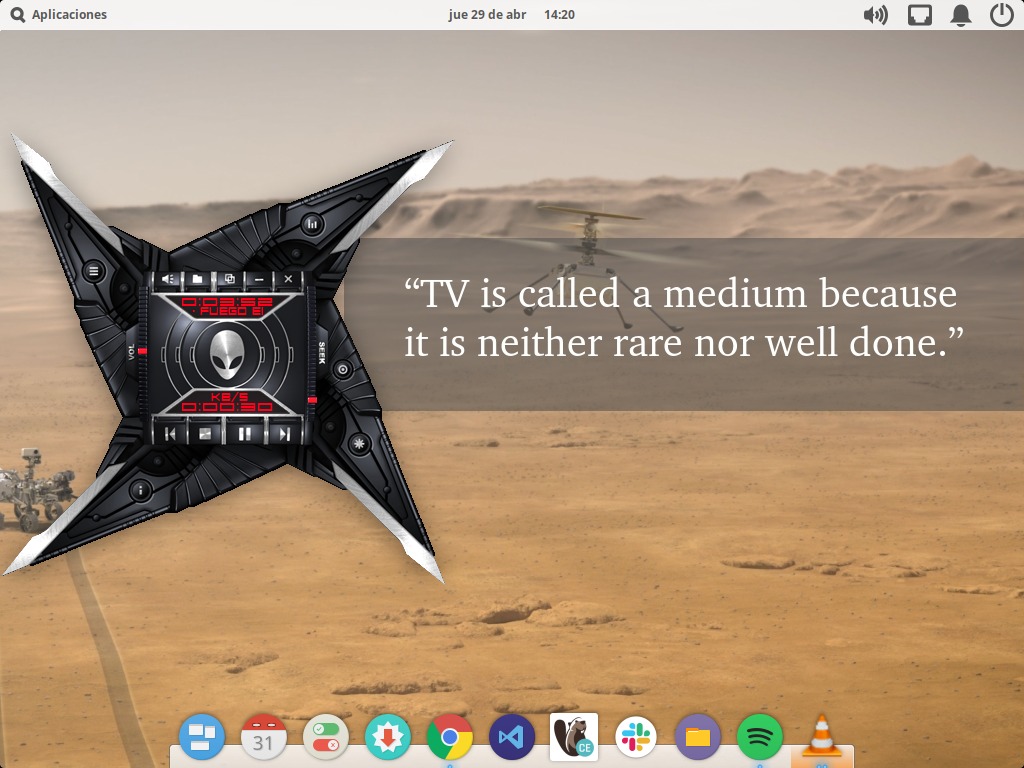 Aplicaciones
jue 29 de abr 14:20
“TV is called a medium because
it is neither rare nor well done.”
0:03:52
FUEGO EI
VOL
SEEK
KB/S
0:00:30
31
CE